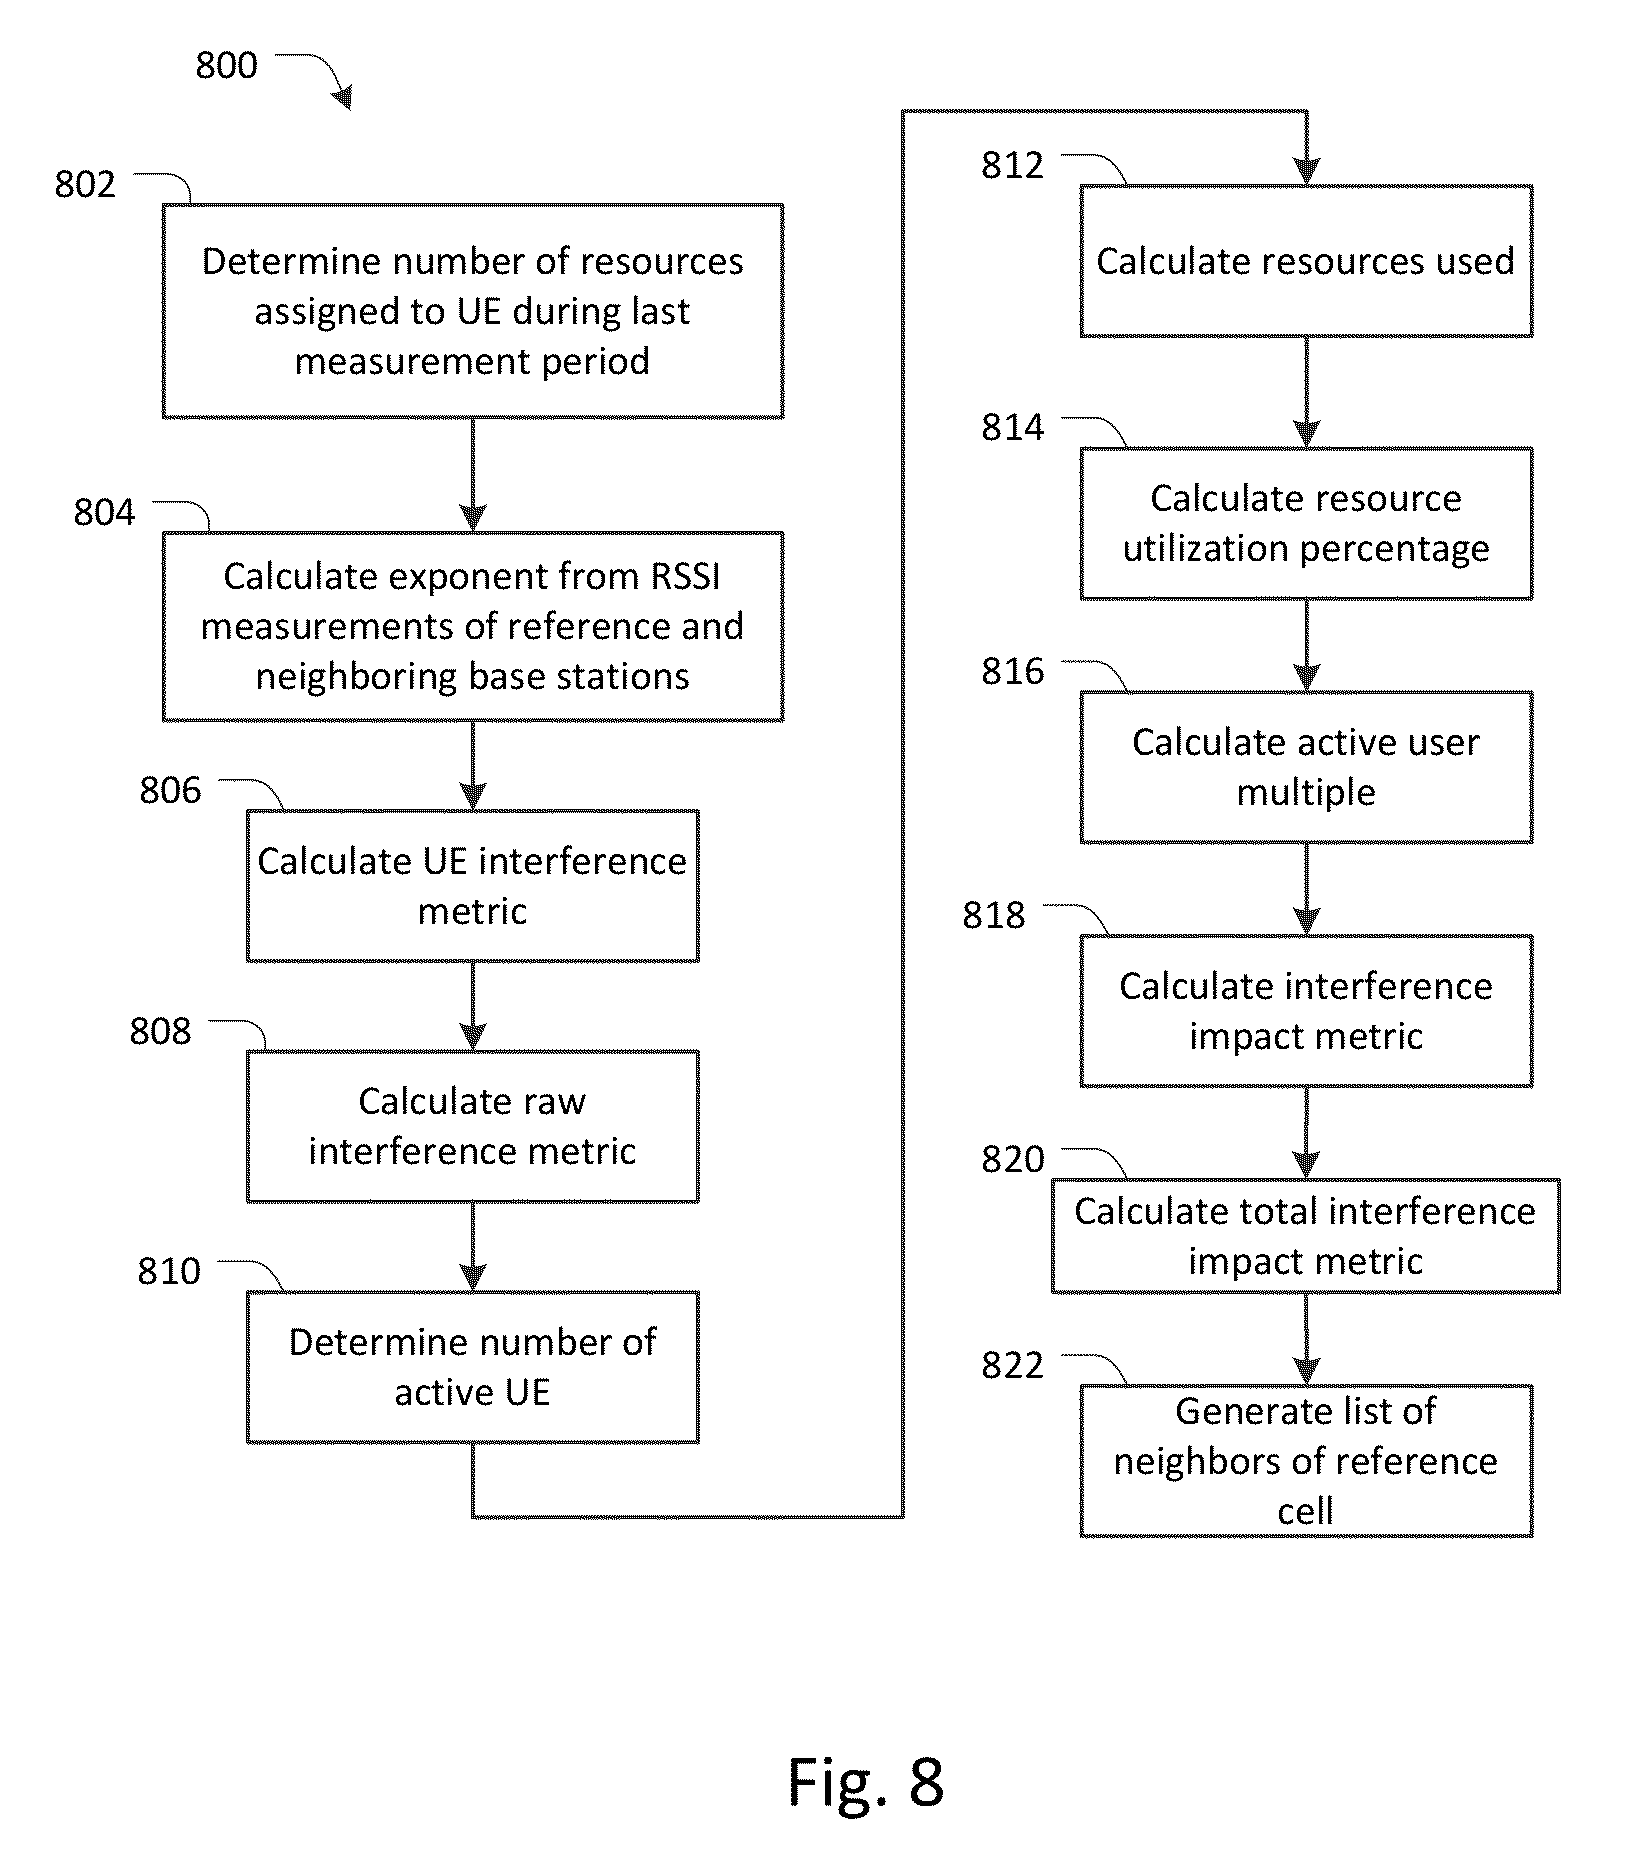 800
802
Determine number of resources
assigned to UE during last
measurement period
804
Calculate exponent from RSSI
measurements of reference and
neighboring base stations
806
Calculate UE interference
metric
808
Calculate raw
interference metric
810
Determine number of
active UE
812
Calculate resources used
814
Calculate resource
utilization percentage
816
Calculate active user
multiple
818
Calculate interference
impact metric
820
Calculate total interference
impact metric
822
Generate list of
neighbors of reference
cell
Fig. 8